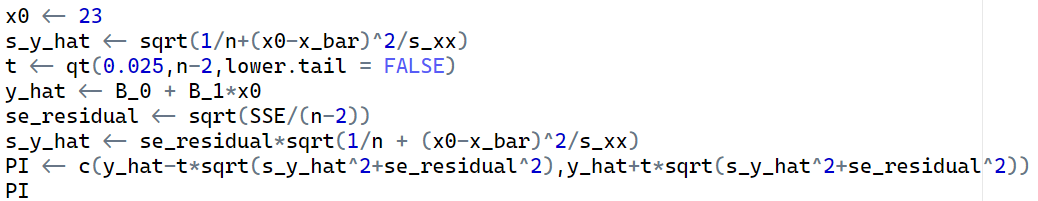 x0 <- 23
s_y_hat <- sqrt(1/n+(x0-x_bar)^2/s_xx)
t <- qt(0.025,n-2,lower.tail = FALSE)
y_hat <- B_0 + B_1*x0
se_residual <- sqrt(SSE/(n-2))
s_y_hat <- se_residual*sqrt(1/n + (x0-x_bar)^2/s_xx)
PI <- c(y_hat-t*sqrt(s_y_hat^2+se_residual^2),y_hat+t*sqrt(s_y_hat^2+se_residual^2))
PI